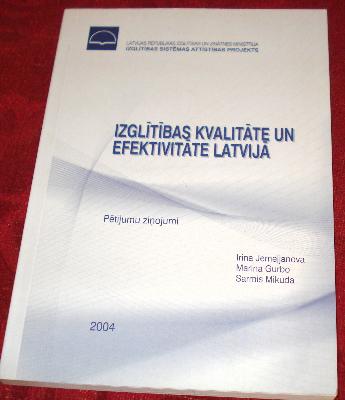 LATVIJAS REPUBLIKAS IZGLĪTĪBAS UN ZINĀTNES MINISTRIJA
IZGLĪTĪBAS SISTĒMAS ATTĪSTĪBAS PROJEKTS
IZGLĪTĪBAS KVALITĀTE UN
EFEKTIVITĀTE LATVIJĀ
Pētījumu ziņojumi
Irina Jemeļjanova
Marina Gurbo
Sarmis Mikuda
2004